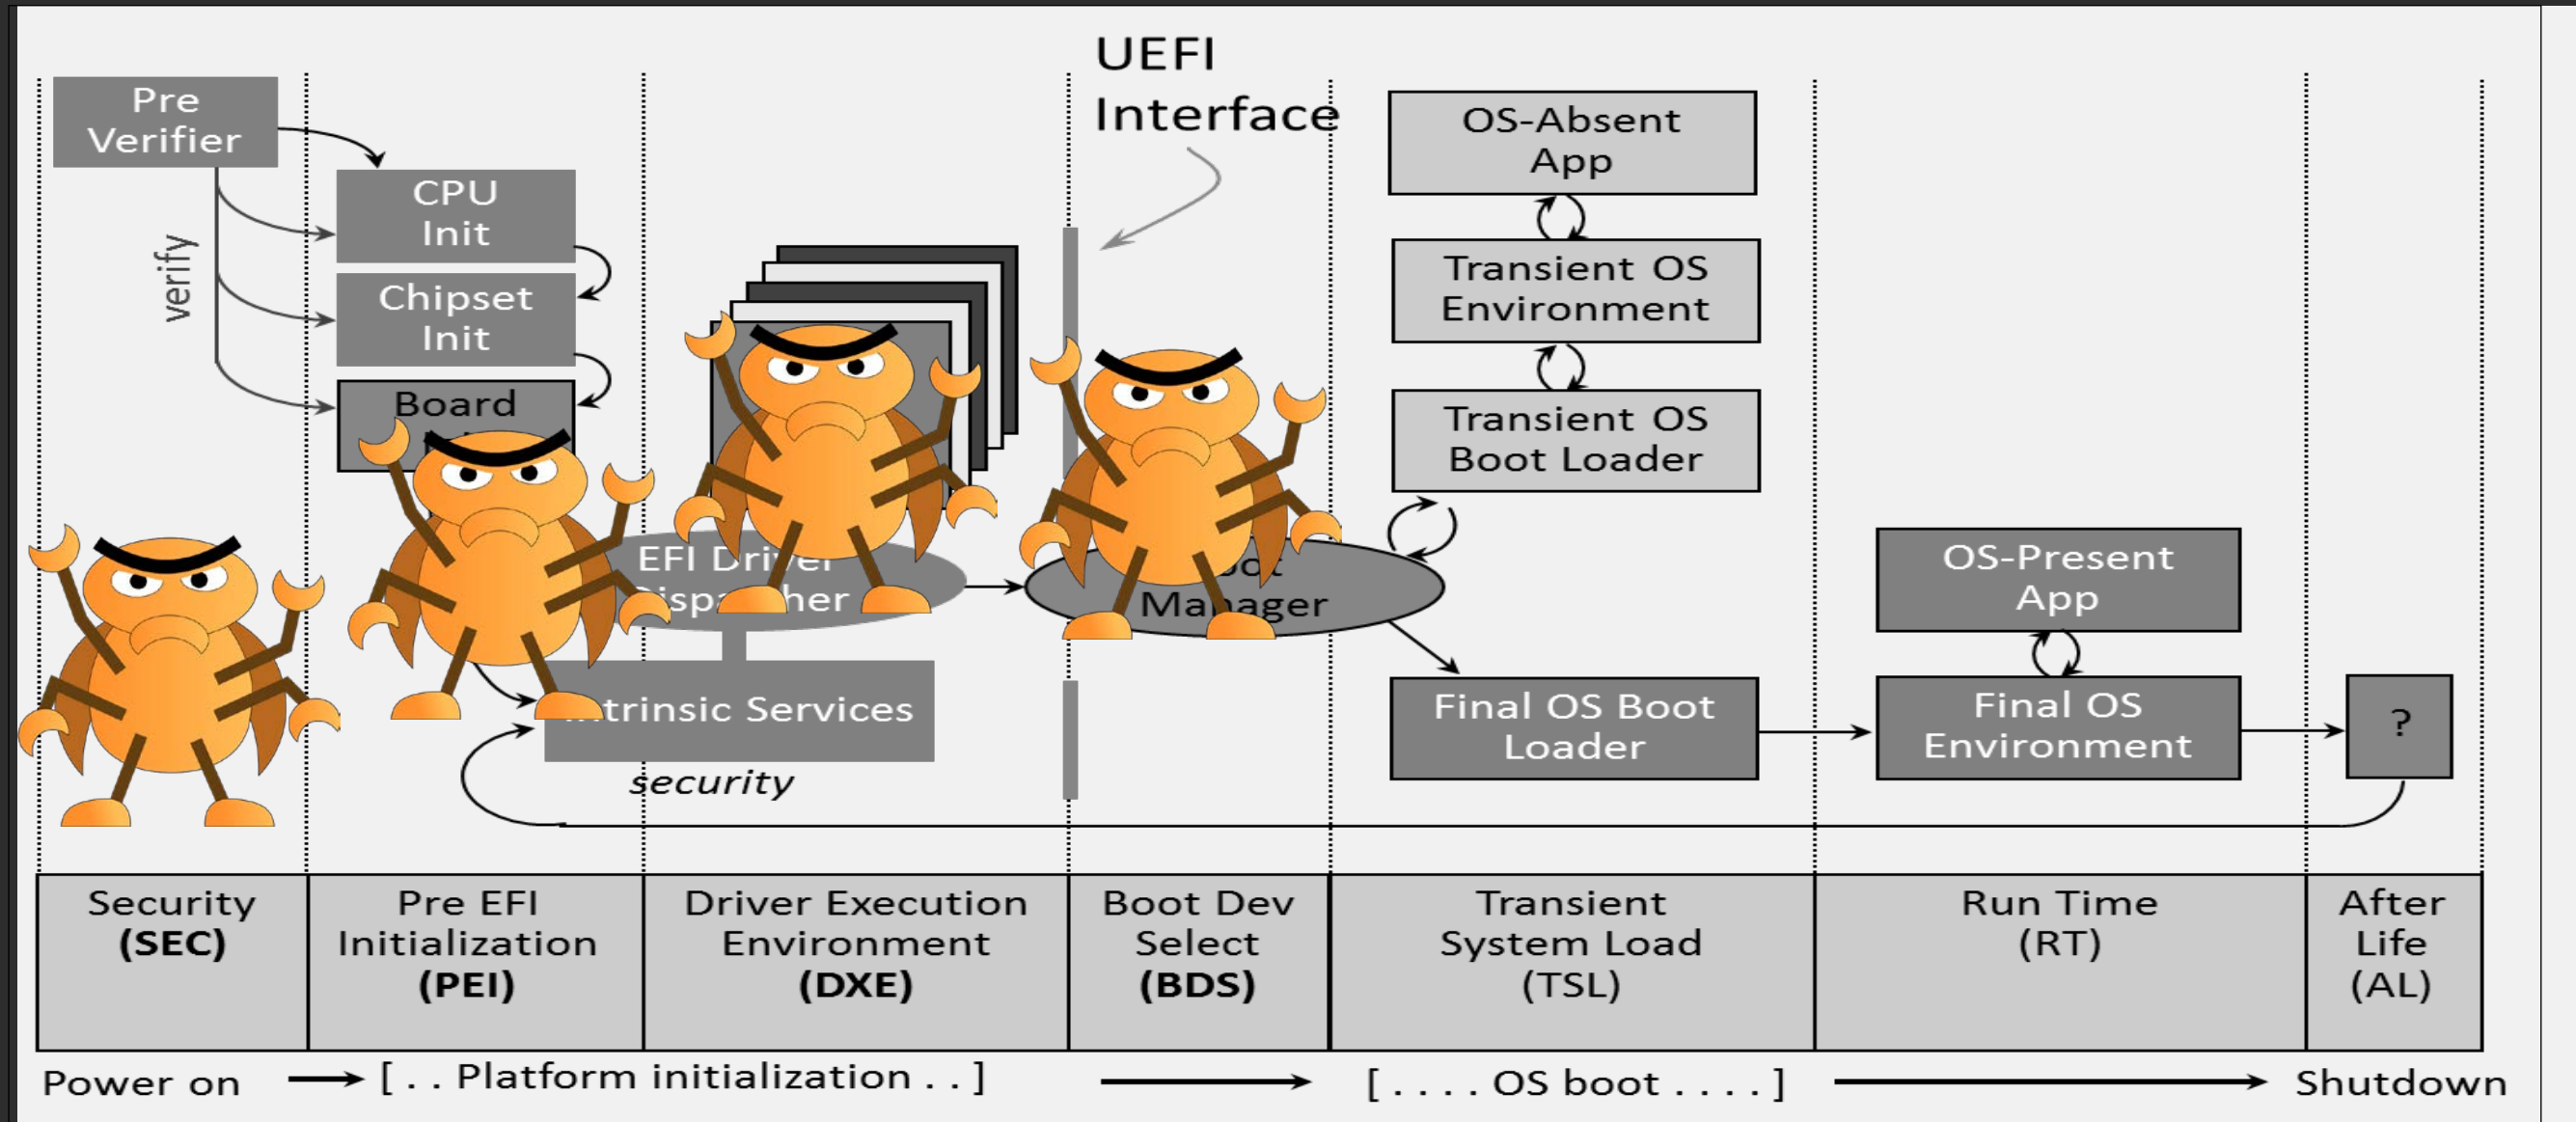 UEFI
Interface
Pre
Verifier
verify
CPU
Init
Chipset
Init
Board
EFI Driver
Manager
Services
security
OS-Absent
App
Transient OS
Environment
Transient OS
Boot Loader
Final OS Boot
Loader
OS-Present
App
Final OS
Environment
?
Security
(SEC)
Pre EFI
Initialization
(PEI)
Driver Execution
Environment
(DXE)
Boot Dev
Select
(BDS)
Transient
System Load
(TSL)
Run Time
(RT)
After
Life
(AL)
Power on
[ . . Platform initialization . . ]
[ . . . . OS boot . . . . ]
Shutdown